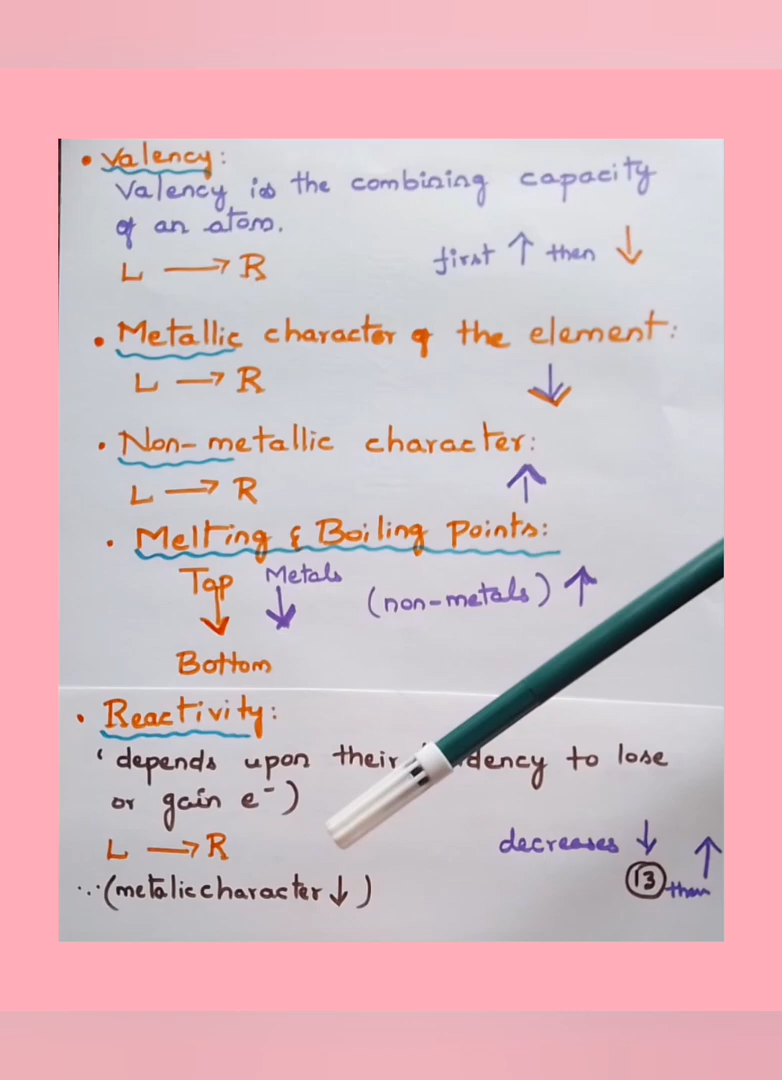 • Valency:
Valency is the combining capacity
of an atom.
L → R first ↑ then ↓
• Metallic character of the element:
L → R ↓
• Non-metallic character:
L → R ↑
• Melting & Boiling Points:
Top ↓ Metals ↓ (non-metals) ↑
Bottom
• Reactivity:
'depends upon their dency to lose
or gain e⁻)
L → R decreases ↓ ↑
13 then
...(metalic character ↓)